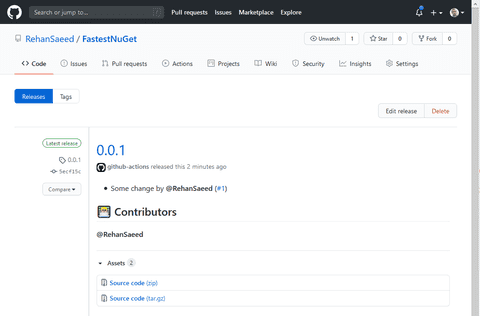 Search or jump to... / Pull requests Issues Marketplace Explore
RehanSaeed / FastestNuGet Unwatch 1 Star 0 Fork 0
Code Issues Pull requests Actions Projects Wiki Security Insights Settings
Releases Tags
Edit release Delete
Latest release
0.0.1
0.0.1
github-actions released this 2 minutes ago
5ecf15c
Compare
Some change by @RehanSaeed (#1)
Contributors
@RehanSaeed
Assets 2
Source code (zip)
Source code (tar.gz)